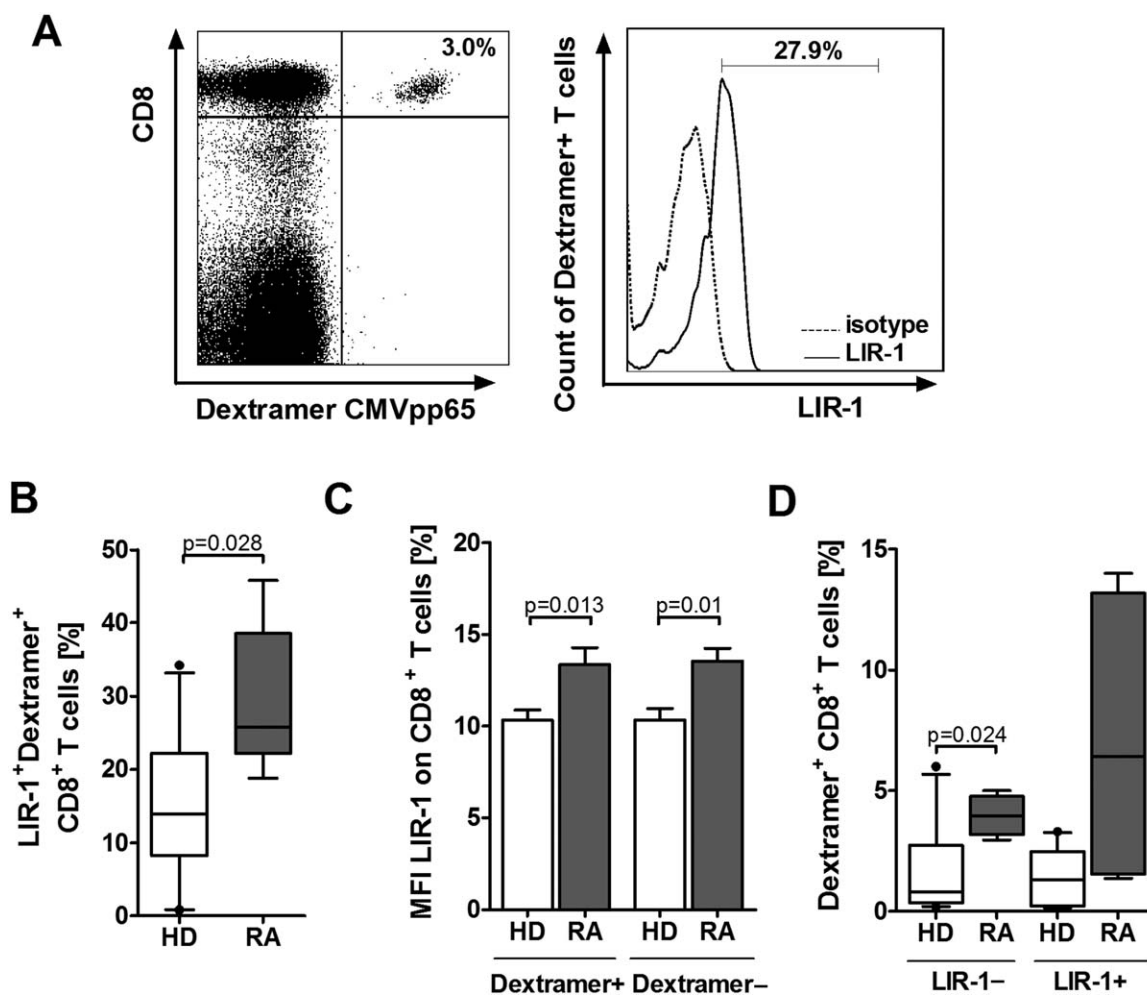 A
CD8
3.0%
Dextramer CMVpp65
Count of Dextramer+ T cells
27.9%
isotype
LIR-1
LIR-1
B
LIR-1⁺Dextramer⁺
CD8⁺ T cells [%]
50
40
30
20
10
0
p=0.028
HD RA
C
MFI LIR-1 on CD8⁺ T cells [%]
20
15
10
5
0
p=0.013 p=0.01
HD RA HD RA
Dextramer+ Dextramer–
D
Dextramer⁺ CD8⁺ T cells [%]
15
10
5
0
p=0.024
HD RA HD RA
LIR-1– LIR-1+